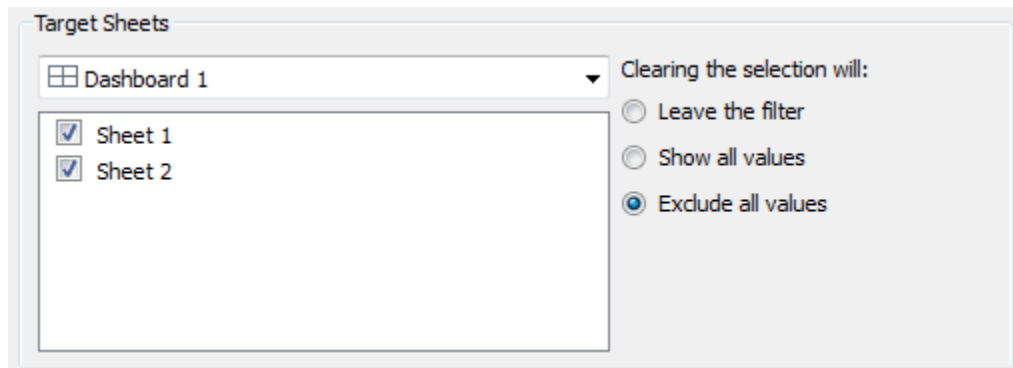 Target Sheets
Dashboard 1
Sheet 1
Sheet 2
Clearing the selection will:
Leave the filter
Show all values
Exclude all values